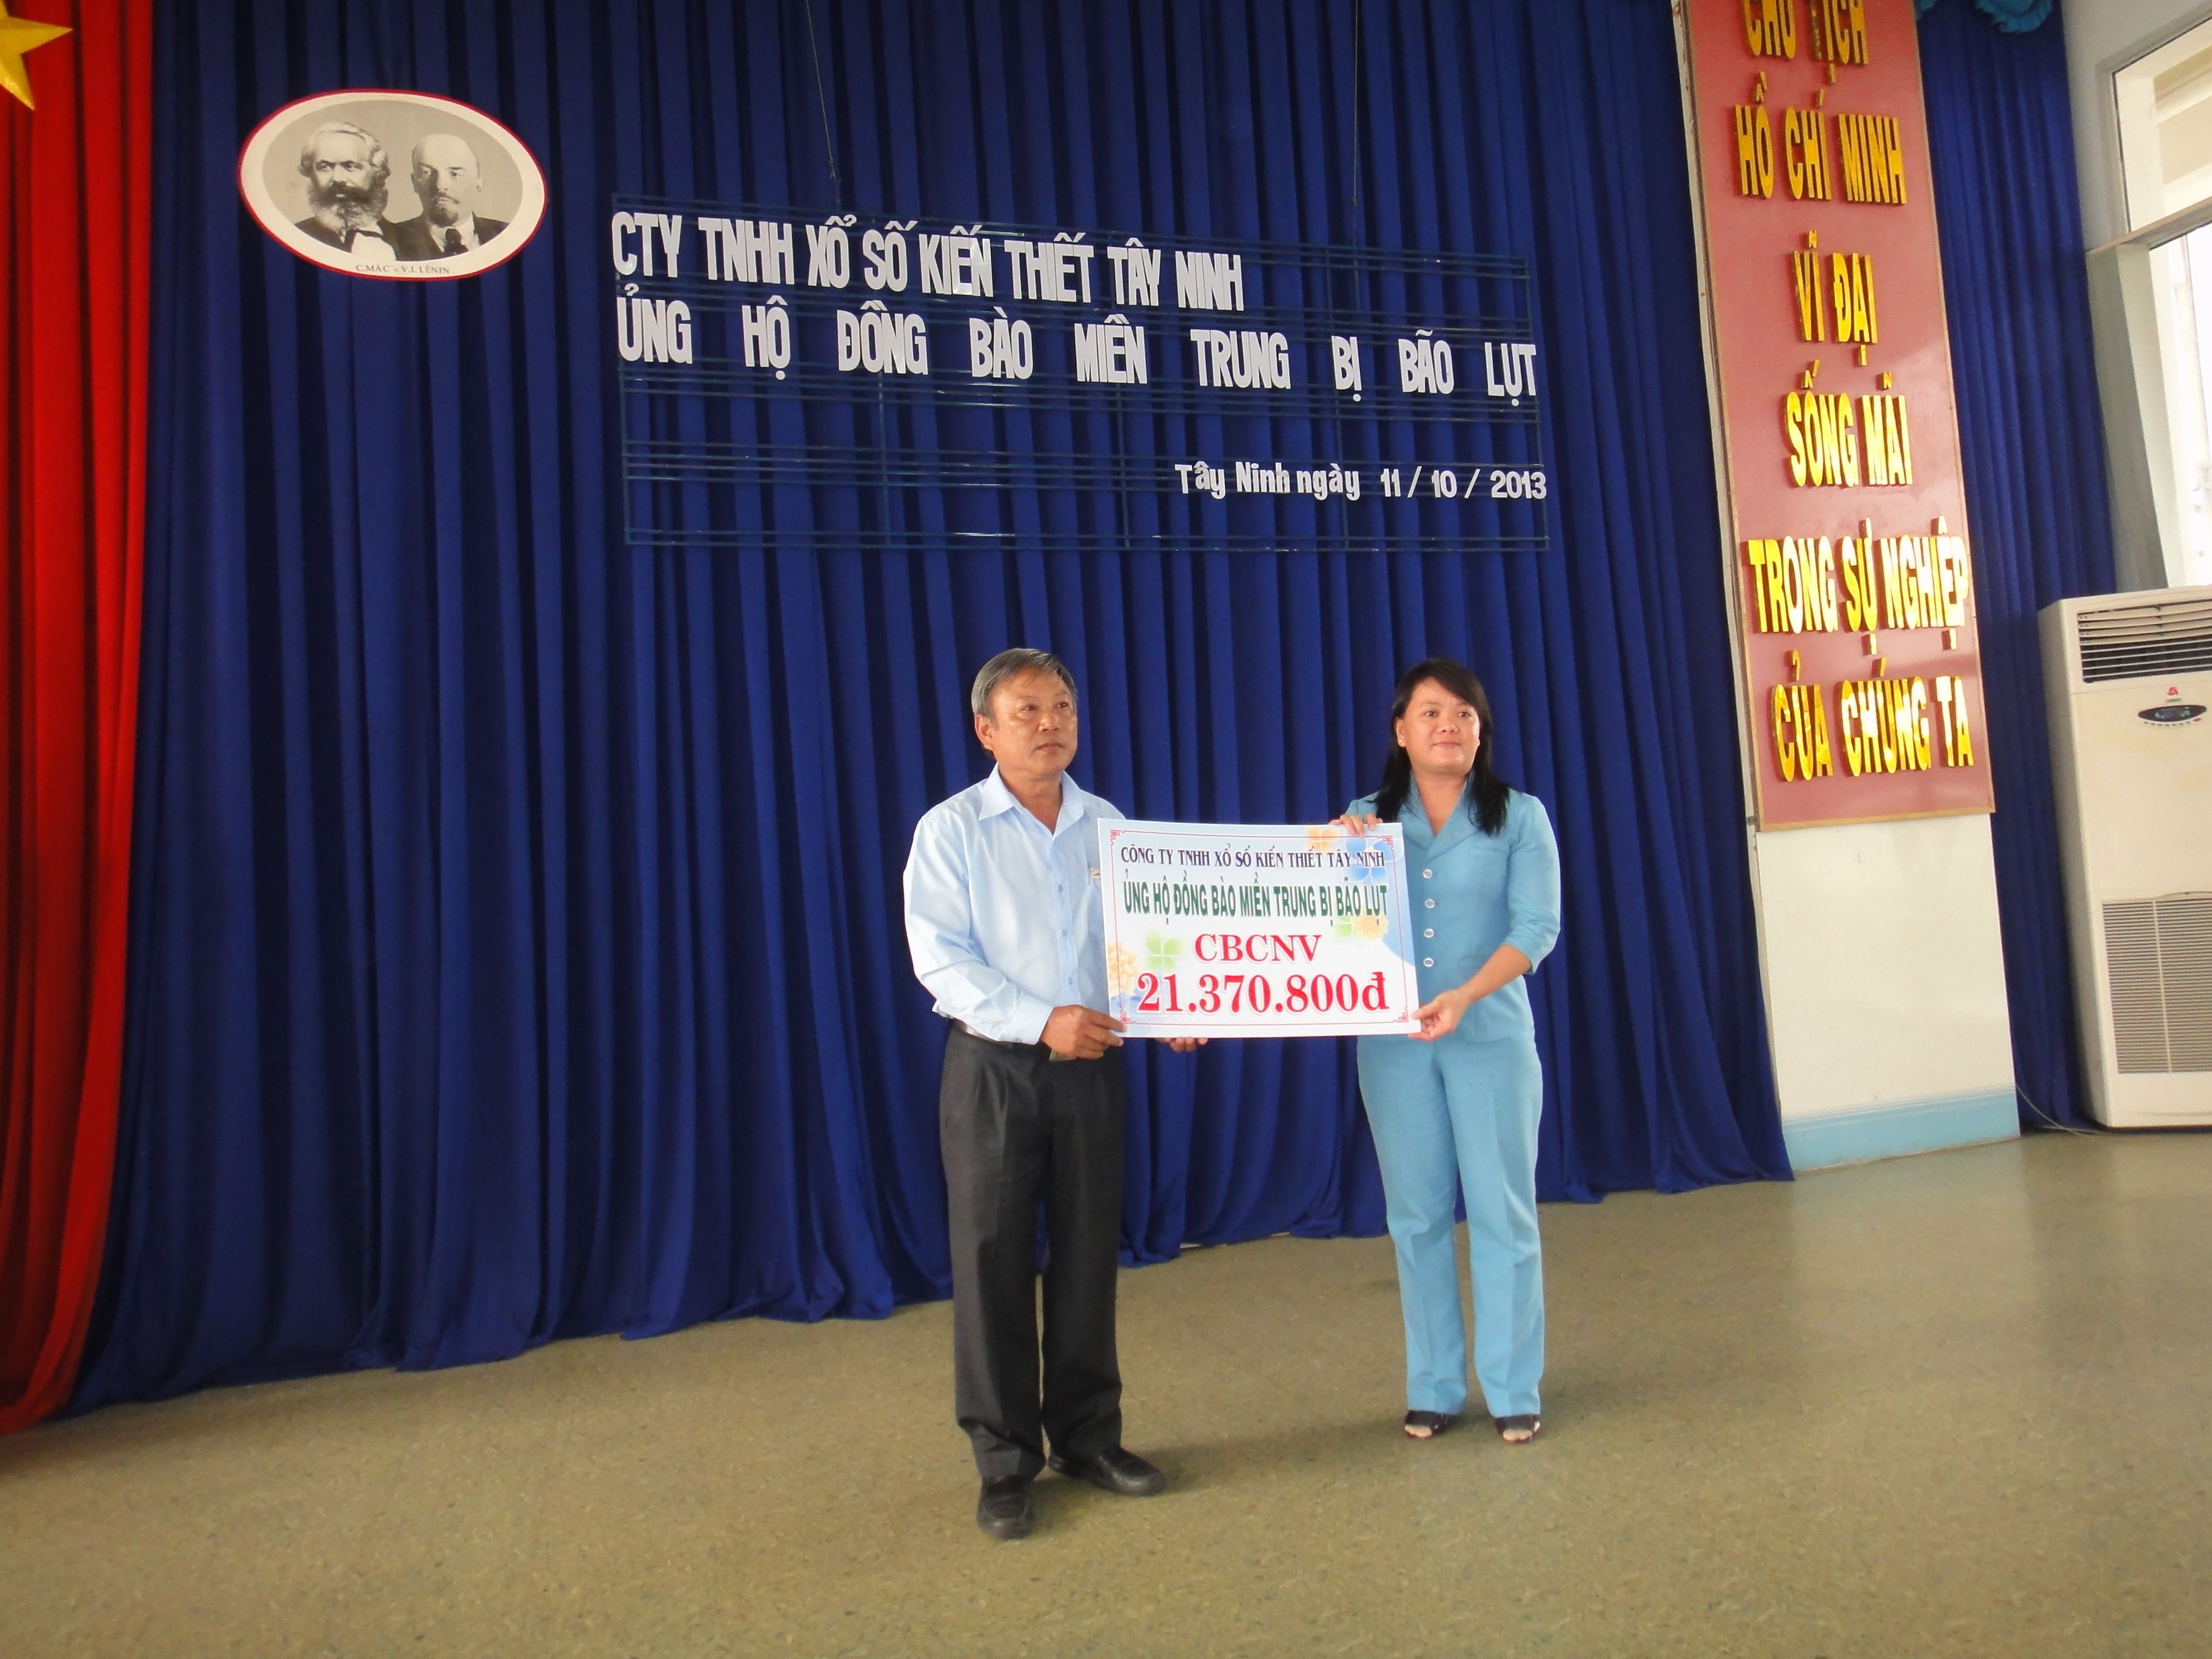 C.MÁC - V.I.LÊNIN
CTY TNHH XỔ SỐ KIẾN THIẾT TÂY NINH
ỦNG HỘ ĐỒNG BÀO MIỀN TRUNG BỊ BÃO LỤT
Tây Ninh ngày 11 / 10 / 2013
CHỦ TỊCH
HỒ CHÍ MINH
VĨ ĐẠI
SỐNG MÃI
TRONG SỰ NGHIỆP
CỦA CHÚNG TA
CÔNG TY TNHH XỔ SỐ KIẾN THIẾT TÂY NINH
ỦNG HỘ ĐỒNG BÀO MIỀN TRUNG BỊ BÃO LỤT
CBCNV
21.370.800đ